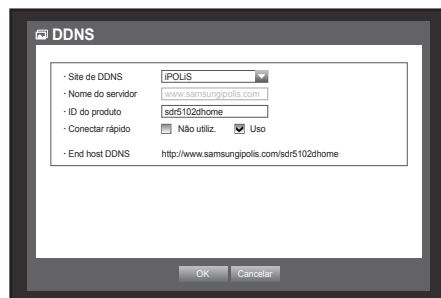 DDNS
· Site de DDNS iPOLiS
· Nome do servidor www.samsungipolis.com
· ID do produto sdr5102dhome
· Conectar rápido Não utiliz. Uso
· End host DDNS http://www.samsungipolis.com/sdr5102dhome
OK Cancelar